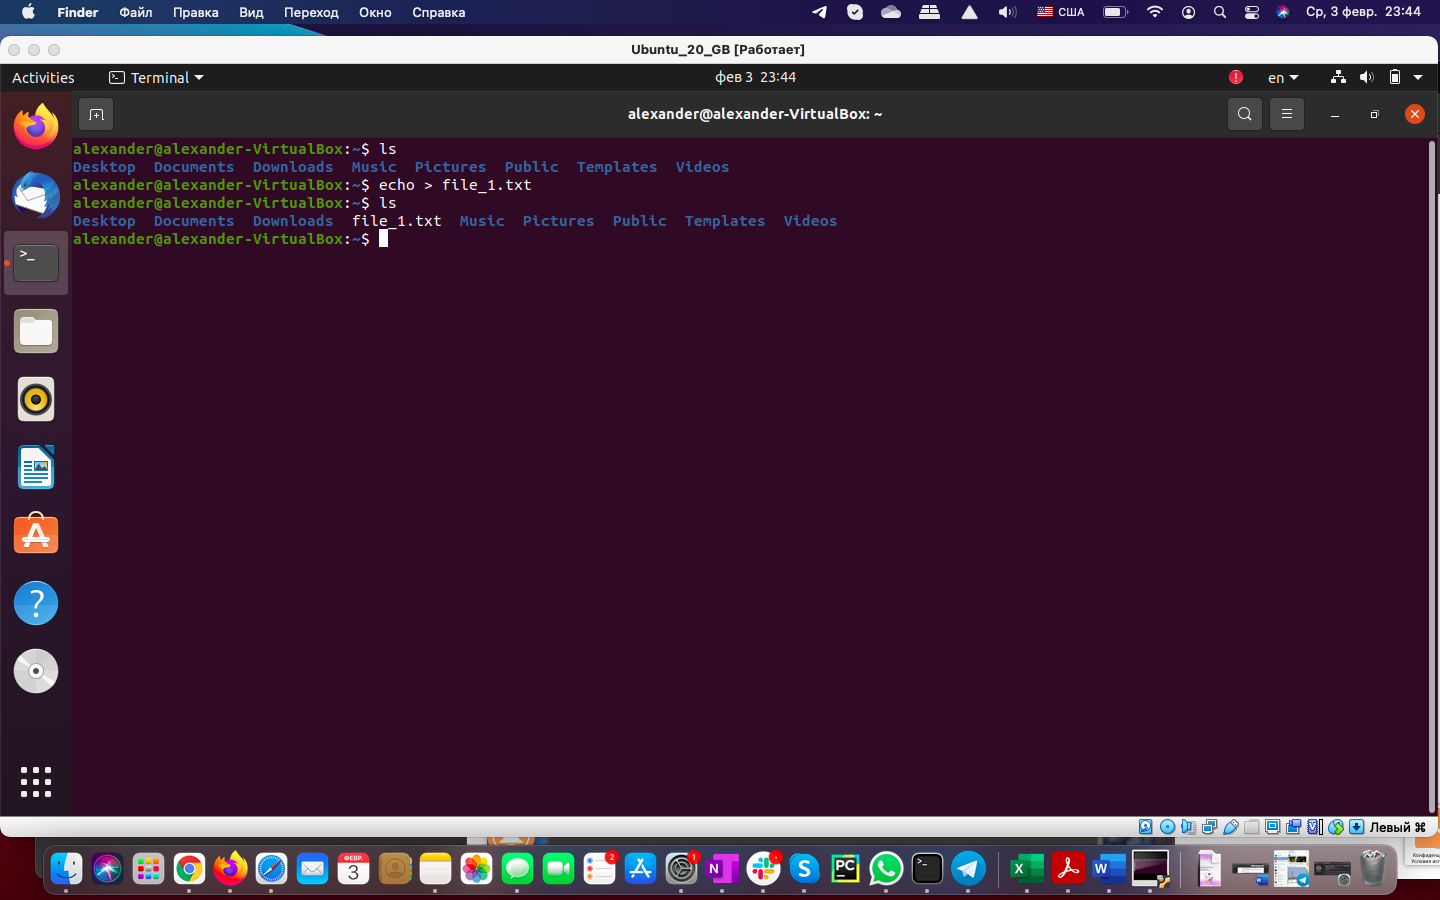 Finder Файл Правка Вид Переход Окно Справка США Ср, 3 февр. 23:44
Ubuntu_20_GB [Работает]
Activities Terminal фев 3 23:44 en
alexander@alexander-VirtualBox: ~
alexander@alexander-VirtualBox:~$ ls
Desktop Documents Downloads Music Pictures Public Templates Videos
alexander@alexander-VirtualBox:~$ echo > file_1.txt
alexander@alexander-VirtualBox:~$ ls
Desktop Documents Downloads file_1.txt Music Pictures Public Templates Videos
alexander@alexander-VirtualBox:~$
Левый ⌘
ФЕВР.
3
2
1
PC